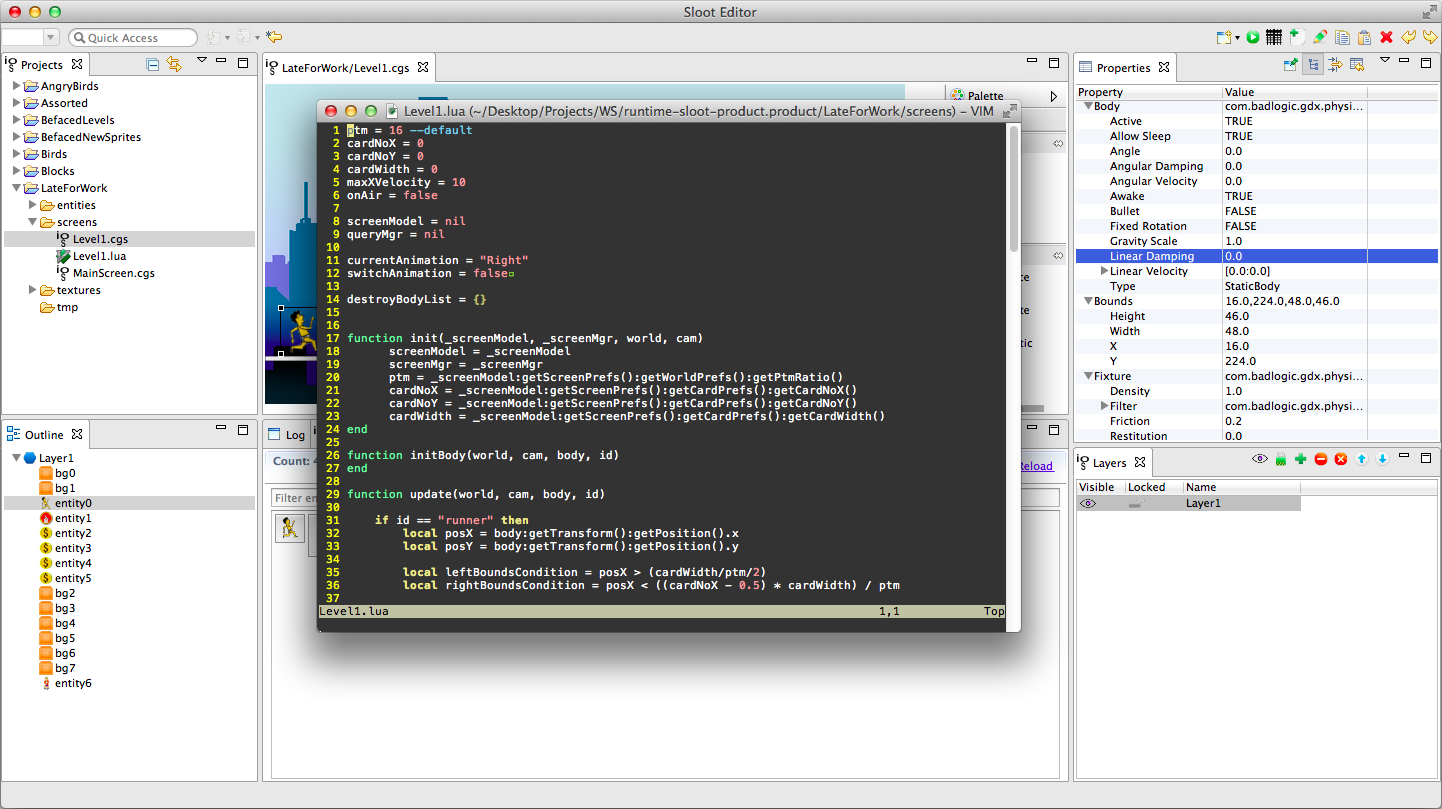 Sloot Editor
Quick Access
Projects
AngryBirds
Assorted
BefacedLevels
BefacedNewSprites
Birds
Blocks
LateForWork
entities
screens
Level1.cgs
Level1.lua
MainScreen.cgs
textures
tmp
Outline
Layer1
bg0
bg1
entity0
entity1
entity2
entity3
entity4
entity5
bg2
bg3
bg4
bg5
bg6
bg7
entity6
LateForWork/Level1.cgs
Palette
Level1.lua (~/Desktop/Projects/WS/runtime-sloot-product.product/LateForWork/screens) – VIM
1 ptm = 16 --default
2 cardNoX = 0
3 cardNoY = 0
4 cardWidth = 0
5 maxXVelocity = 10
6 onAir = false
7
8 screenModel = nil
9 queryMgr = nil
10
11 currentAnimation = "Right"
12 switchAnimation = false
13
14 destroyBodyList = {}
15
16
17 function init(_screenModel, _screenMgr, world, cam)
18 screenModel = _screenModel
19 screenMgr = _screenMgr
20 ptm = _screenModel:getScreenPrefs():getWorldPrefs():getPtmRatio()
21 cardNoX = _screenModel:getScreenPrefs():getCardPrefs():getCardNoX()
22 cardNoY = _screenModel:getScreenPrefs():getCardPrefs():getCardNoY()
23 cardWidth = _screenModel:getScreenPrefs():getCardPrefs():getCardWidth()
24 end
25
26 function initBody(world, cam, body, id)
27 end
28
29 function update(world, cam, body, id)
30
31 if id == "runner" then
32 local posX = body:getTransform():getPosition().x
33 local posY = body:getTransform():getPosition().y
34
35 local leftBoundsCondition = posX > (cardWidth/ptm/2)
36 local rightBoundsCondition = posX < ((cardNoX - 0.5) * cardWidth) / ptm
37
Level1.lua 1,1 Top
Log
Count:
Reload
Properties
Property Value
Body com.badlogic.gdx.physi...
Active TRUE
Allow Sleep TRUE
Angle 0.0
Angular Damping 0.0
Angular Velocity 0.0
Awake TRUE
Bullet FALSE
Fixed Rotation FALSE
Gravity Scale 1.0
Linear Damping 0.0
Linear Velocity [0.0:0.0]
Type StaticBody
Bounds 16.0,224.0,48.0,46.0
Height 46.0
Width 48.0
X 16.0
Y 224.0
Fixture com.badlogic.gdx.physi...
Density 1.0
Filter com.badlogic.gdx.physi...
Friction 0.2
Restitution 0.0
Layers
Visible Locked Name
Layer1